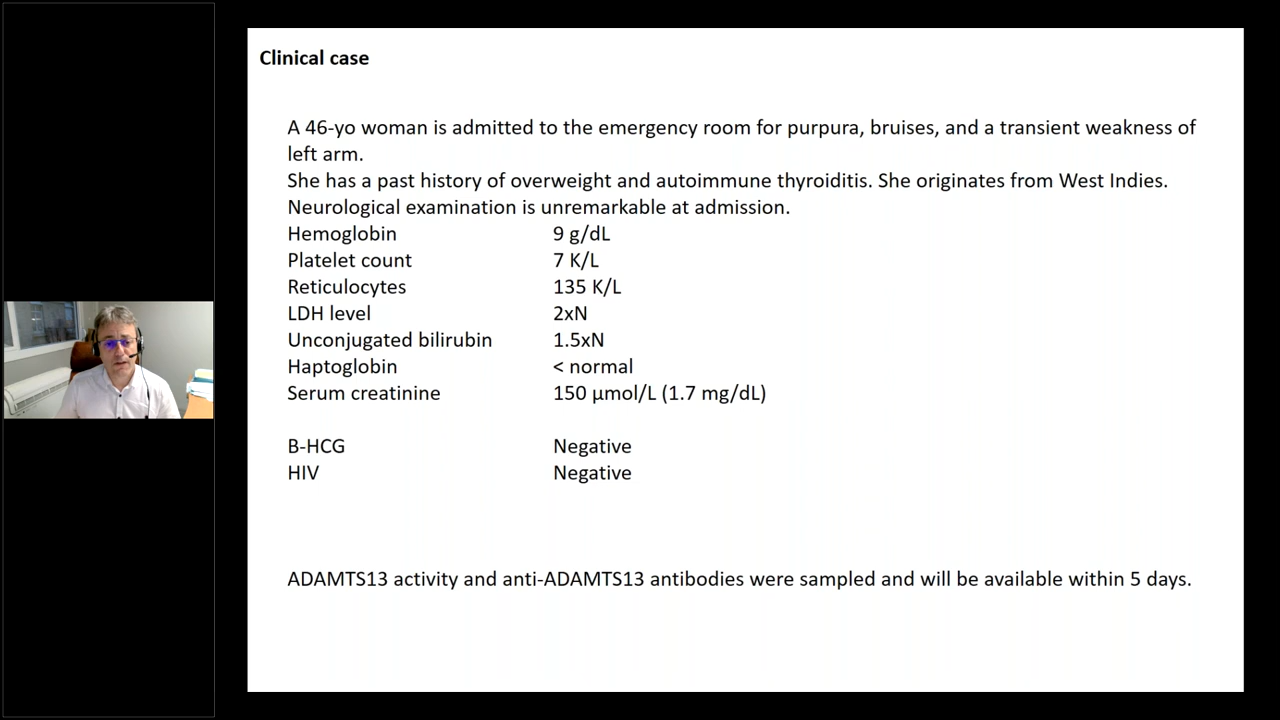 Clinical case
A 46-yo woman is admitted to the emergency room for purpura, bruises, and a transient weakness of
left arm.
She has a past history of overweight and autoimmune thyroiditis. She originates from West Indies.
Neurological examination is unremarkable at admission.
Hemoglobin 9 g/dL
Platelet count 7 K/L
Reticulocytes 135 K/L
LDH level 2xN
Unconjugated bilirubin 1.5xN
Haptoglobin < normal
Serum creatinine 150 µmol/L (1.7 mg/dL)
B-HCG Negative
HIV Negative
ADAMTS13 activity and anti-ADAMTS13 antibodies were sampled and will be available within 5 days.